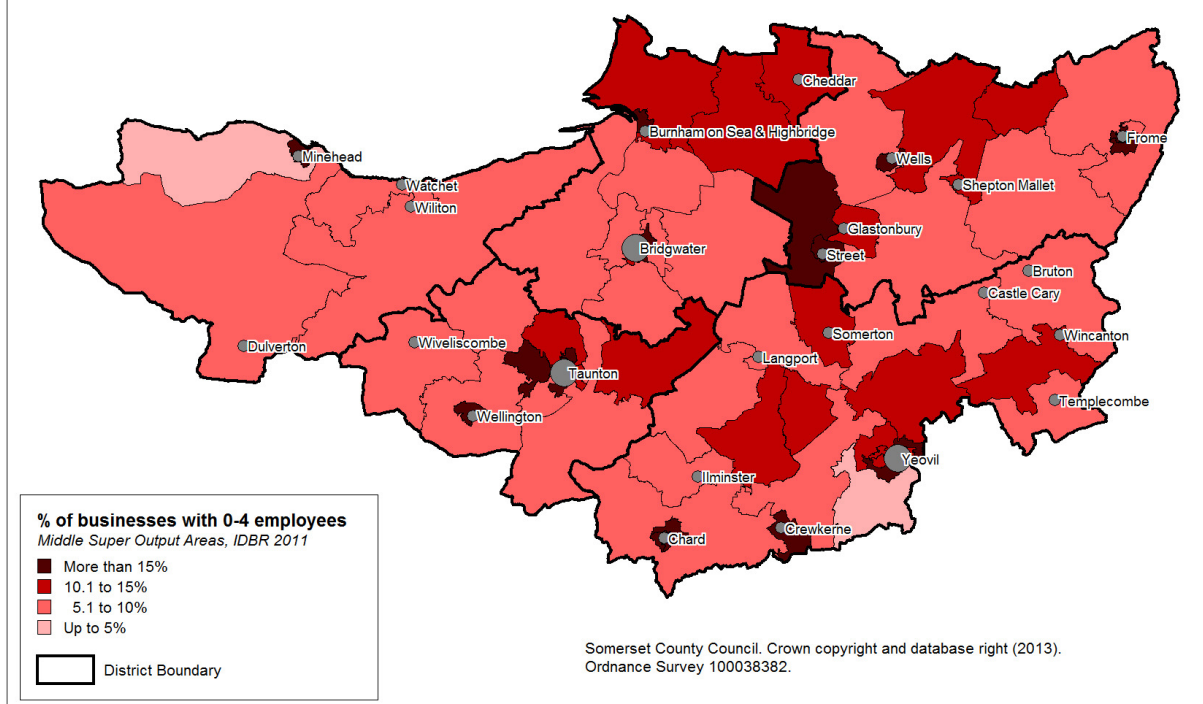 Cheddar
Burnham on Sea & Highbridge
Frome
Minehead
Wells
Watchet
Shepton Mallet
Wiliton
Glastonbury
Bridgwater
Street
Bruton
Castle Cary
Dulverton
Wiveliscombe
Somerton
Wincanton
Langport
Taunton
Templecombe
Wellington
Yeovil
Ilminster
Crewkerne
Chard
% of businesses with 0-4 employees
Middle Super Output Areas, IDBR 2011
More than 15%
10.1 to 15%
5.1 to 10%
Up to 5%
District Boundary
Somerset County Council. Crown copyright and database right (2013).
Ordnance Survey 100038382.